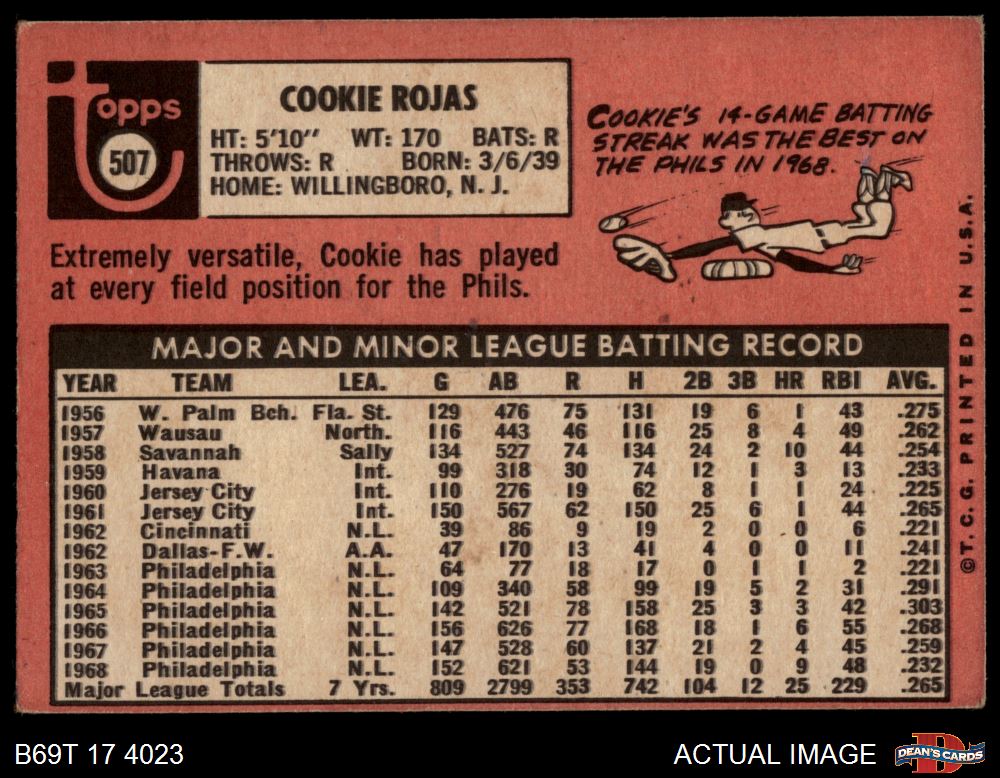 topps
507
COOKIE ROJAS
HT: 5'10" WT: 170 BATS: R
THROWS: R BORN: 3/6/39
HOME: WILLINGBORO, N. J.
COOKIE'S 14-GAME BATTING
STREAK WAS THE BEST ON
THE PHILS IN 1968.
Extremely versatile, Cookie has played
at every field position for the Phils.
MAJOR AND MINOR LEAGUE BATTING RECORD
YEAR TEAM LEA. G AB R H 2B 3B HR RBI AVG.
1956 W. Palm Bch. Fla. St. 129 476 75 131 19 6 1 43 .275
1957 Wausau North. 116 443 46 116 25 8 4 49 .262
1958 Savannah Sally 134 527 74 134 24 2 10 44 .254
1959 Havana Int. 99 318 30 74 12 1 3 13 .233
1960 Jersey City Int. 110 276 19 62 8 1 1 24 .225
1961 Jersey City Int. 150 567 62 150 25 6 1 44 .265
1962 Cincinnati N.L. 39 86 9 19 2 0 0 6 .221
1962 Dallas-F.W. A.A. 47 170 13 41 4 0 0 11 .241
1963 Philadelphia N.L. 64 77 18 17 0 1 1 2 .221
1964 Philadelphia N.L. 109 340 58 99 19 5 2 31 .291
1965 Philadelphia N.L. 142 521 78 158 25 3 3 42 .303
1966 Philadelphia N.L. 156 626 77 168 18 1 6 55 .268
1967 Philadelphia N.L. 147 528 60 137 21 2 4 45 .259
1968 Philadelphia N.L. 152 621 53 144 19 0 9 48 .232
Major League Totals 7 Yrs. 809 2799 353 742 104 12 25 229 .265
©T.C.G. PRINTED IN U.S.A.
B69T 17 4023
ACTUAL IMAGE
D
DEAN'S CARDS